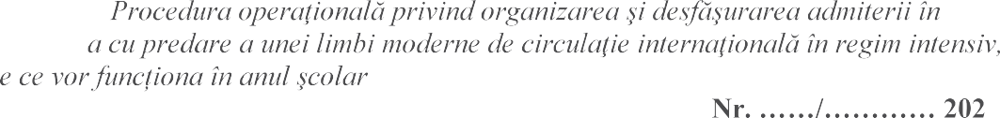 Procedura operațională privind organizarea şi desfăşurarea admiterii în
a cu predare a unei limbi moderne de circulaţie internaţională în regim intensiv,
e ce vor funcționa în anul şcolar
Nr. ……/………… 202